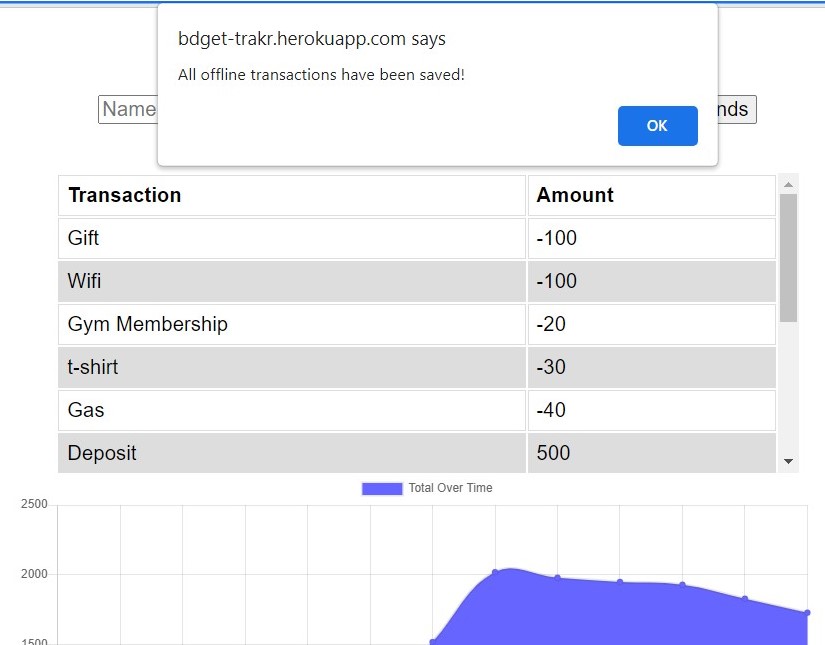 bdget-trakr.herokuapp.com says
All offline transactions have been saved!
OK
Name nds
Transaction Amount
Gift -100
Wifi -100
Gym Membership -20
t-shirt -30
Gas -40
Deposit 500
Total Over Time
2500
2000
1500